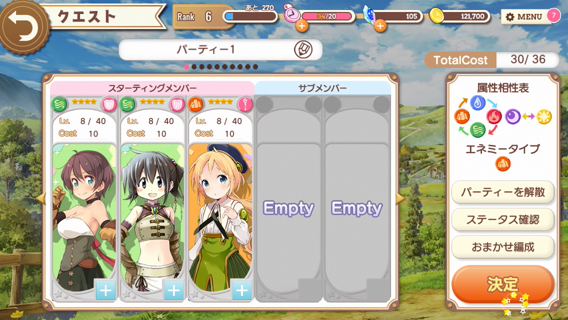 クエスト
Rank 6
あと 270
20
105
121,700
MENU
パーティー1
TotalCost 30/ 36
スターティングメンバー
サブメンバー
Lv. 8 / 40
Cost 10
Lv. 8 / 40
Cost 10
Lv. 8 / 40
Cost 10
Empty
Empty
属性相性表
エネミータイプ
パーティーを解散
ステータス確認
おまかせ編成
決定